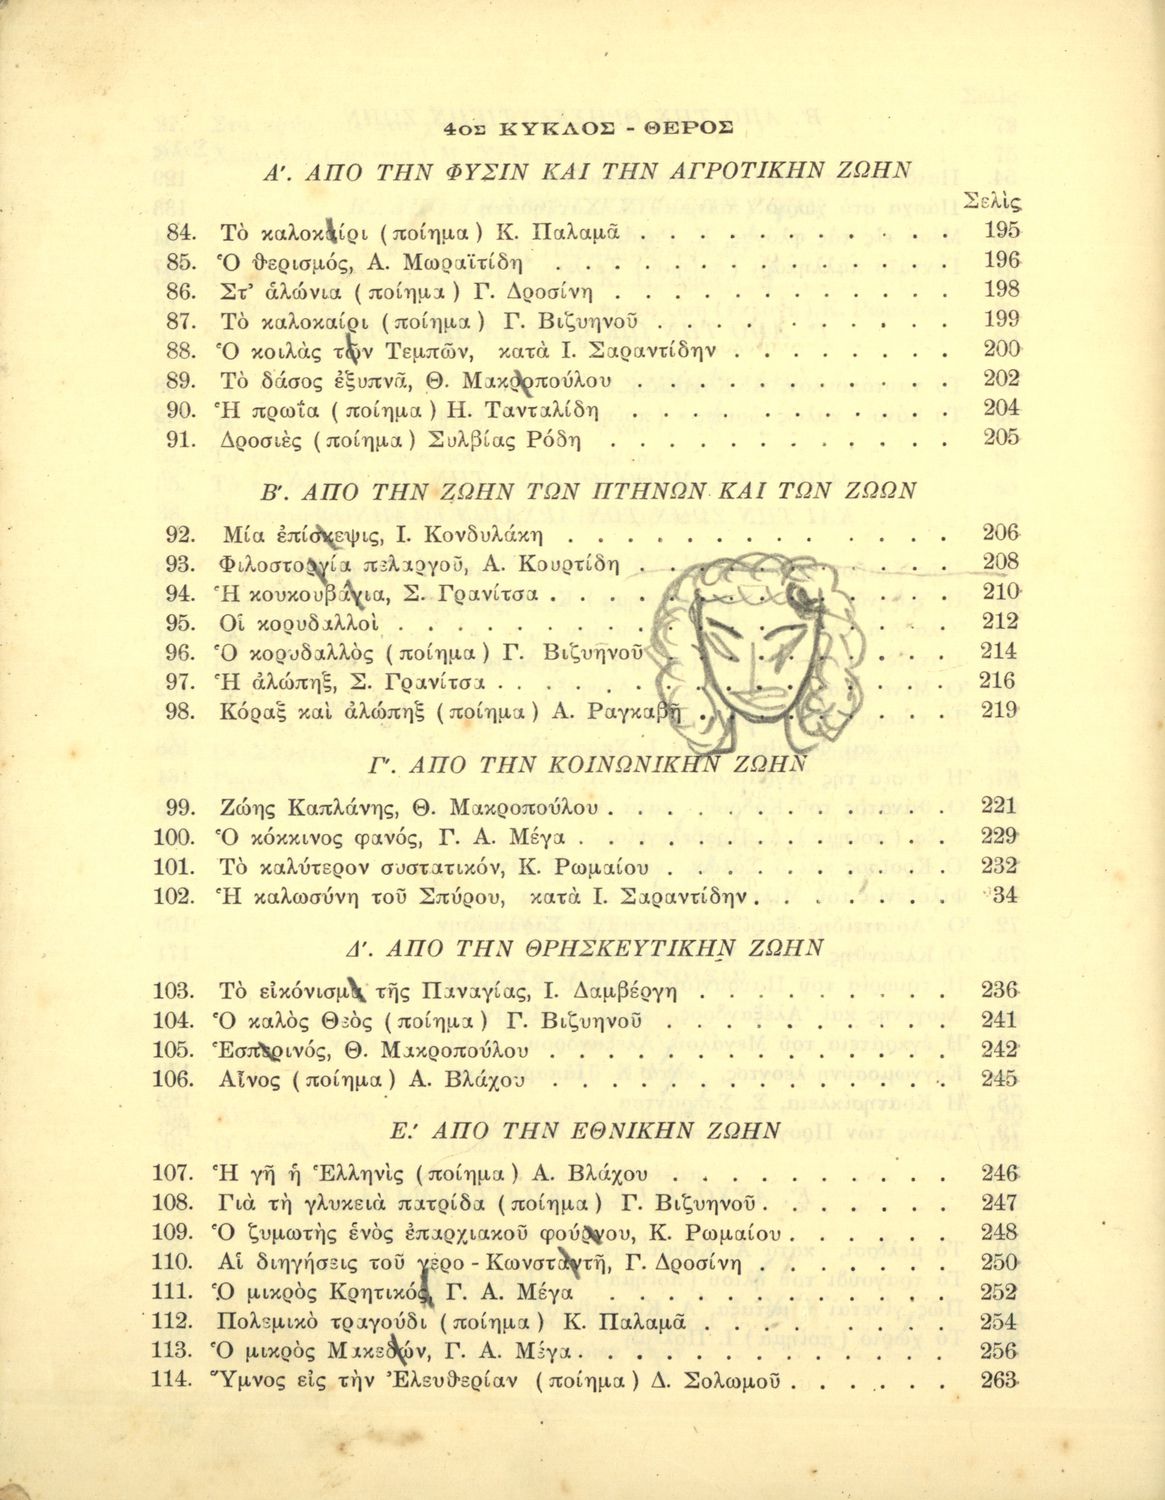 4ος ΚΥΚΛΟΣ - ΘΕΡΟΣ
Α'. ΑΠΟ ΤΗΝ ΦΥΣΙΝ ΚΑΙ ΤΗΝ ΑΓΡΟΤΙΚΗΝ ΖΩΗΝ
Σελὶς
84. Τὸ καλοκαίρι (ποίημα) Κ. Παλαμᾶ . . . . . . . . . . . 195
85. Ὁ θερισμός, Α. Μωραϊτίδη . . . . . . . . . . . . . . 196
86. Στ' ἁλώνια (ποίημα) Γ. Δροσίνη . . . . . . . . . . . . 198
87. Τὸ καλοκαίρι (ποίημα) Γ. Βιζυηνοῦ . . . . . . . . . . 199
88. Ὁ κοιλὰς τῶν Τεμπῶν, κατὰ Ι. Σαραντίδην . . . . . . . . 200
89. Τὸ δάσος ἐξυπνᾶ, Θ. Μακροπούλου . . . . . . . . . . . 202
90. Ἡ πρωΐα (ποίημα) Η. Τανταλίδη . . . . . . . . . . . 204
91. Δροσιὲς (ποίημα) Συλβίας Ρόδη . . . . . . . . . . . . 205
Β'. ΑΠΟ ΤΗΝ ΖΩΗΝ ΤΩΝ ΠΤΗΝΩΝ ΚΑΙ ΤΩΝ ΖΩΩΝ
92. Μία ἐπίσκεψις, Ι. Κονδυλάκη . . . . . . . . . . . . . 206
93. Φιλοστοργία πελαργοῦ, Α. Κουρτίδη . . . . . . . . . . . 208
94. Ἡ κουκουβάγια, Σ. Γρανίτσα . . . . . . . . . . . . . . 210
95. Οἱ κορυδαλλοὶ . . . . . . . . . . . . . . . . . . . 212
96. Ὁ κορυδαλλὸς (ποίημα) Γ. Βιζυηνοῦ . . . . . . . . . . 214
97. Ἡ ἀλώπηξ, Σ. Γρανίτσα . . . . . . . . . . . . . . . . 216
98. Κόραξ καὶ ἀλώπηξ (ποίημα) Α. Ραγκαβῆ . . . . . . . . . 219
Γ'. ΑΠΟ ΤΗΝ ΚΟΙΝΩΝΙΚΗΝ ΖΩΗΝ
99. Ζώης Καπλάνης, Θ. Μακροπούλου . . . . . . . . . . . . 221
100. Ὁ κόκκινος φανός, Γ. Α. Μέγα . . . . . . . . . . . . . 229
101. Τὸ καλύτερον συστατικόν, Κ. Ρωμαίου . . . . . . . . . . 232
102. Ἡ καλωσύνη τοῦ Σπύρου, κατὰ Ι. Σαραντίδην . . . . . . . 34
Δ'. ΑΠΟ ΤΗΝ ΘΡΗΣΚΕΥΤΙΚΗΝ ΖΩΗΝ
103. Τὸ εἰκόνισμα τῆς Παναγίας, Ι. Δαμβέργη . . . . . . . . . 236
104. Ὁ καλὸς Θεὸς (ποίημα) Γ. Βιζυηνοῦ . . . . . . . . . . 241
105. Ἑσπερινός, Θ. Μακροπούλου . . . . . . . . . . . . . . 242
106. Αἶνος (ποίημα) Α. Βλάχου . . . . . . . . . . . . . . 245
Ε.' ΑΠΟ ΤΗΝ ΕΘΝΙΚΗΝ ΖΩΗΝ
107. Ἡ γῆ ἡ Ἑλληνὶς (ποίημα) Α. Βλάχου . . . . . . . . . . 246
108. Γιὰ τὴ γλυκειὰ πατρίδα (ποίημα) Γ. Βιζυηνοῦ . . . . . . . 247
109. Ὁ ζυμωτὴς ἑνὸς ἐπαρχιακοῦ φούρνου, Κ. Ρωμαίου . . . . . . 248
110. Αἱ διηγήσεις τοῦ γερο - Κωνσταντῆ, Γ. Δροσίνη . . . . . . . 250
111. Ὁ μικρὸς Κρητικός, Γ. Α. Μέγα . . . . . . . . . . . . 252
112. Πολεμικὸ τραγούδι (ποίημα) Κ. Παλαμᾶ . . . . . . . . 254
113. Ὁ μικρὸς Μακεδών, Γ. Α. Μέγα . . . . . . . . . . . . . 256
114. Ὕμνος εἰς τὴν Ἐλευθερίαν (ποίημα) Δ. Σολωμοῦ . . . . . . 263